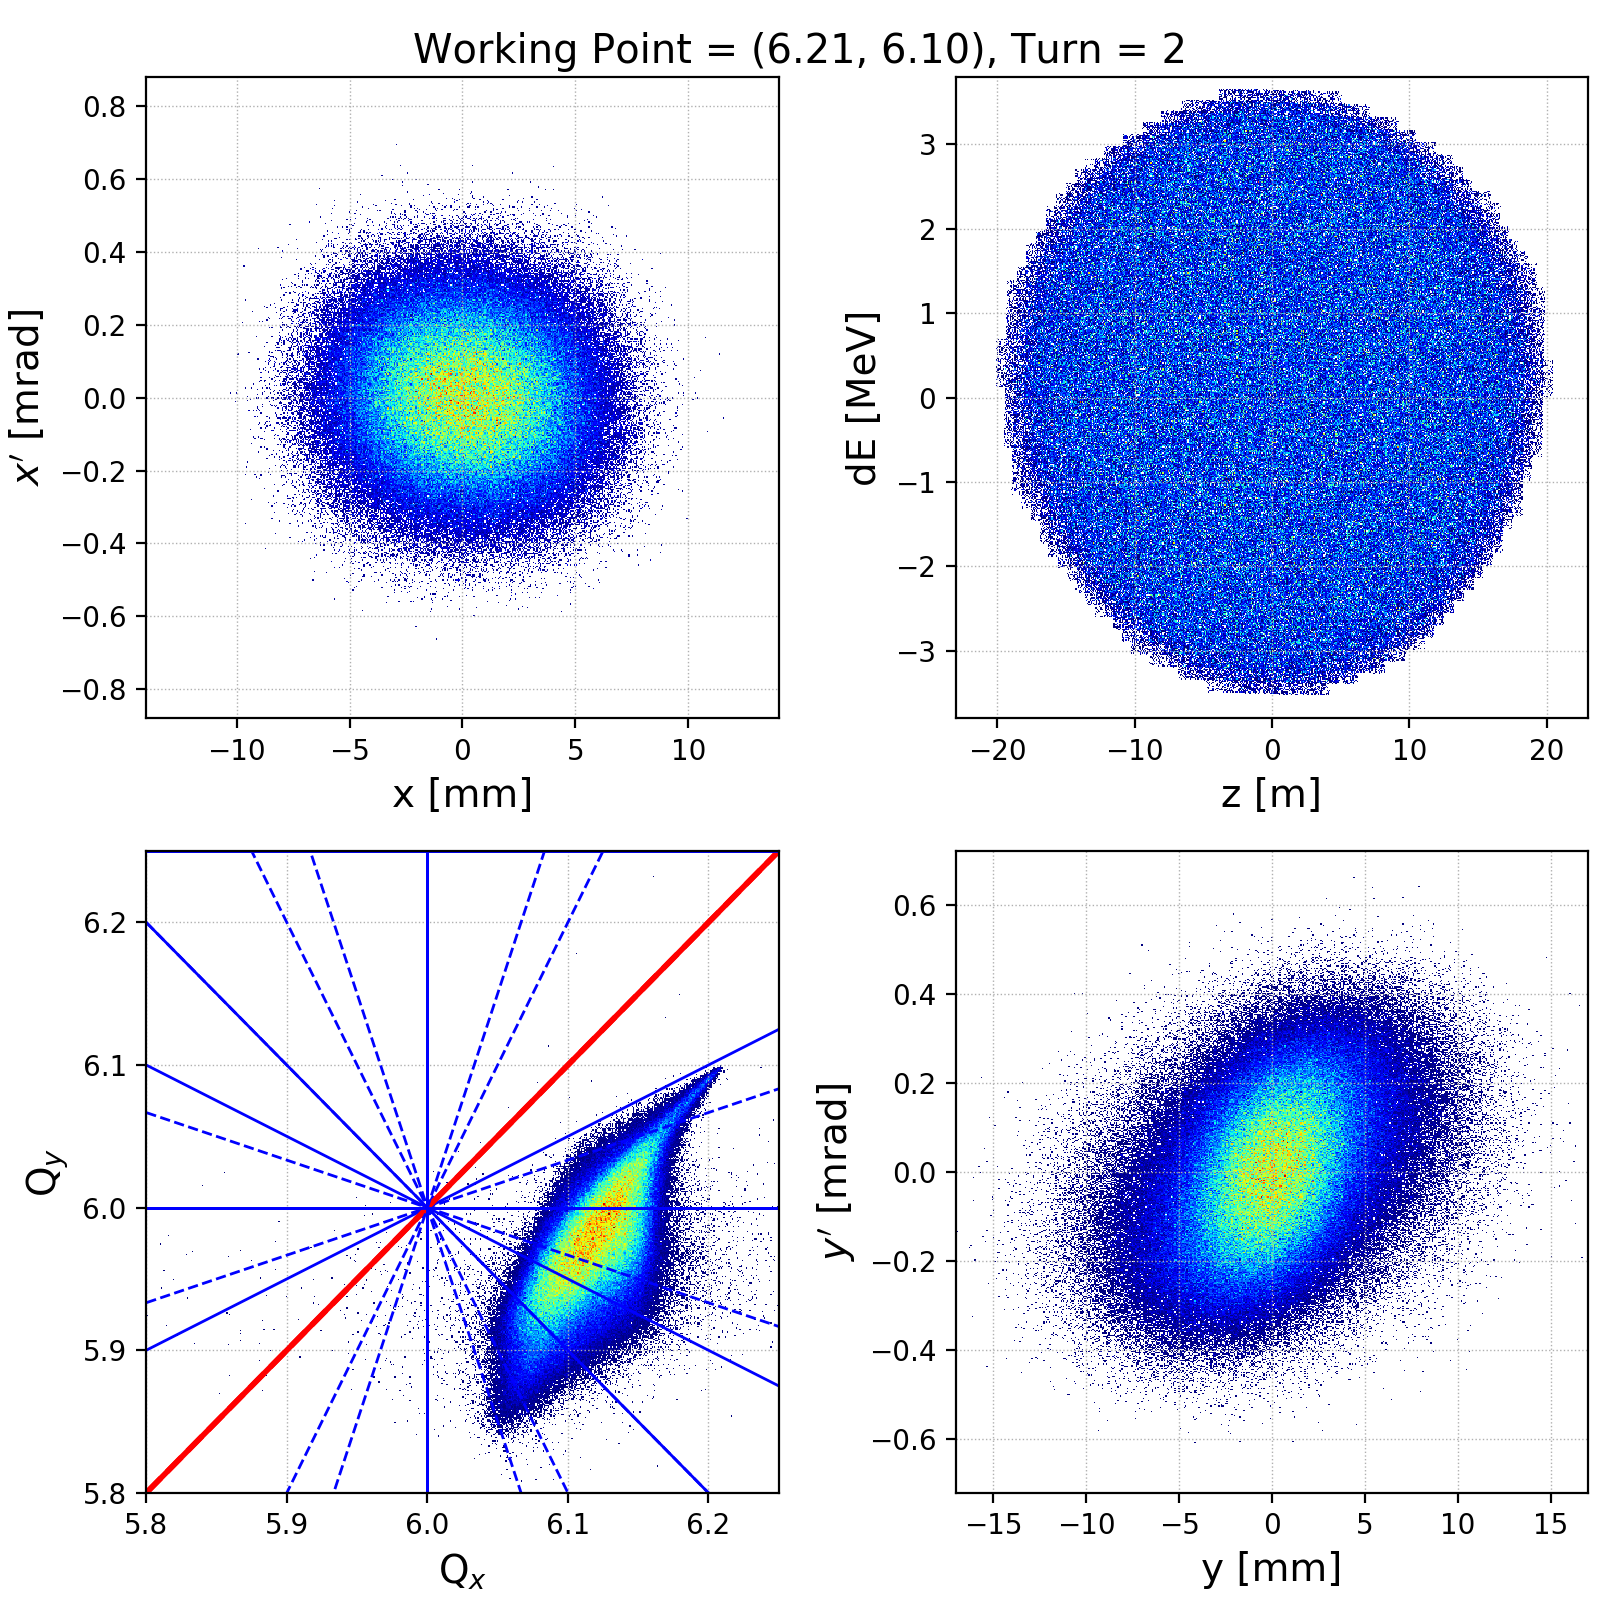 Working Point = (6.21, 6.10), Turn = 2
0.8
0.6
0.4
0.2
0.0
−0.2
−0.4
−0.6
−0.8
x′ [mrad]
−10 −5 0 5 10
x [mm]
3
2
1
0
−1
−2
−3
dE [MeV]
−20 −10 0 10 20
z [m]
6.2
6.1
6.0
5.9
5.8
Qy
5.8 5.9 6.0 6.1 6.2
Qx
0.6
0.4
0.2
0.0
−0.2
−0.4
−0.6
y′ [mrad]
−15 −10 −5 0 5 10 15
y [mm]